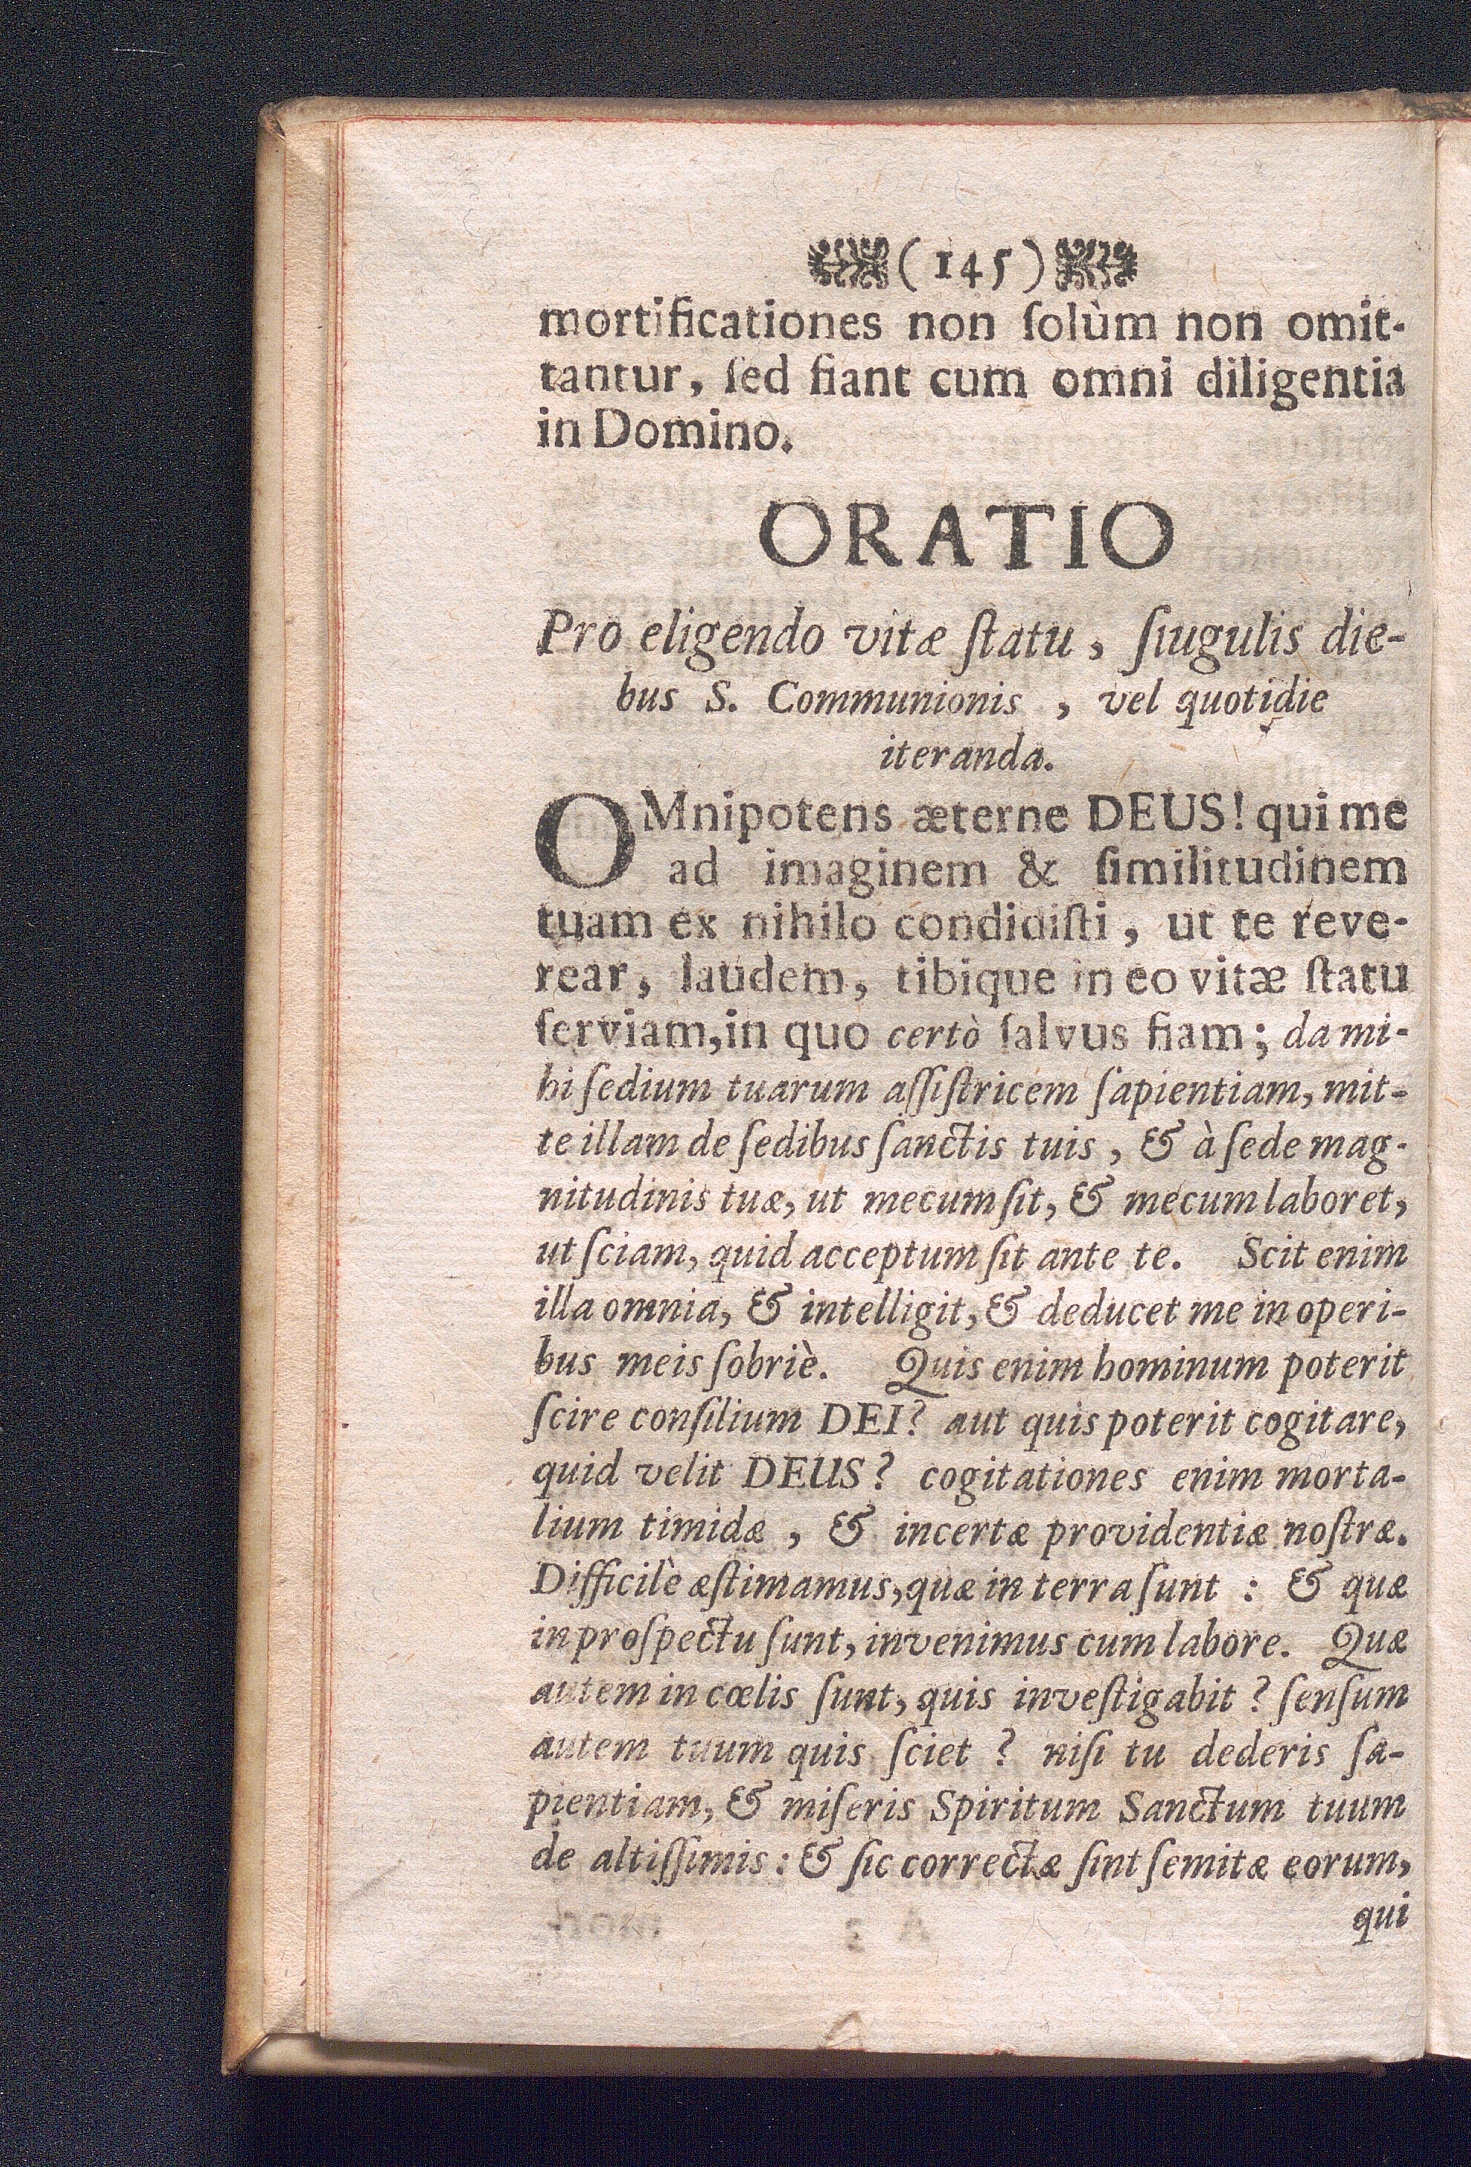 (145)
mortificationes non ſolùm non omit-
tantur, ſed fiant cum omni diligentia
in Domino.
ORATIO
Pro eligendo vitæ ſtatu, ſiugulis die-
bus S. Communionis, vel quotidie
iteranda.
OMnipotens æterne DEUS! qui me
ad imaginem & ſimilitudinem
tuam ex nihilo condidiſti, ut te reve-
rear, laudem, tibique in eo vitæ ſtatu
ſerviam, in quo certò ſalvus fiam; da mi-
hi ſedium tuarum aſſiſtricem ſapientiam, mit-
te illam de ſedibus ſanctis tuis, & à ſede mag-
nitudinis tuæ, ut mecum ſit, & mecum laboret,
ut ſciam, quid acceptum ſit ante te. Scit enim
illa omnia, & intelligit, & deducet me in operi-
bus meis ſobriè. Quis enim hominum poterit
ſcire conſilium DEI? aut quis poterit cogitare,
quid velit DEUS? cogitationes enim morta-
lium timidæ, & incertæ providentiæ noſtræ.
Difficilè æſtimamus, quæ in terra ſunt: & quæ
in proſpectu ſunt, invenimus cum labore. Quæ
autem in cœlis ſunt, quis inveſtigabit? ſenſum
autem tuum quis ſciet? niſi tu dederis ſa-
pientiam, & miſeris Spiritum Sanctum tuum
de altiſſimis: & ſic correctæ ſint ſemitæ eorum,
qui